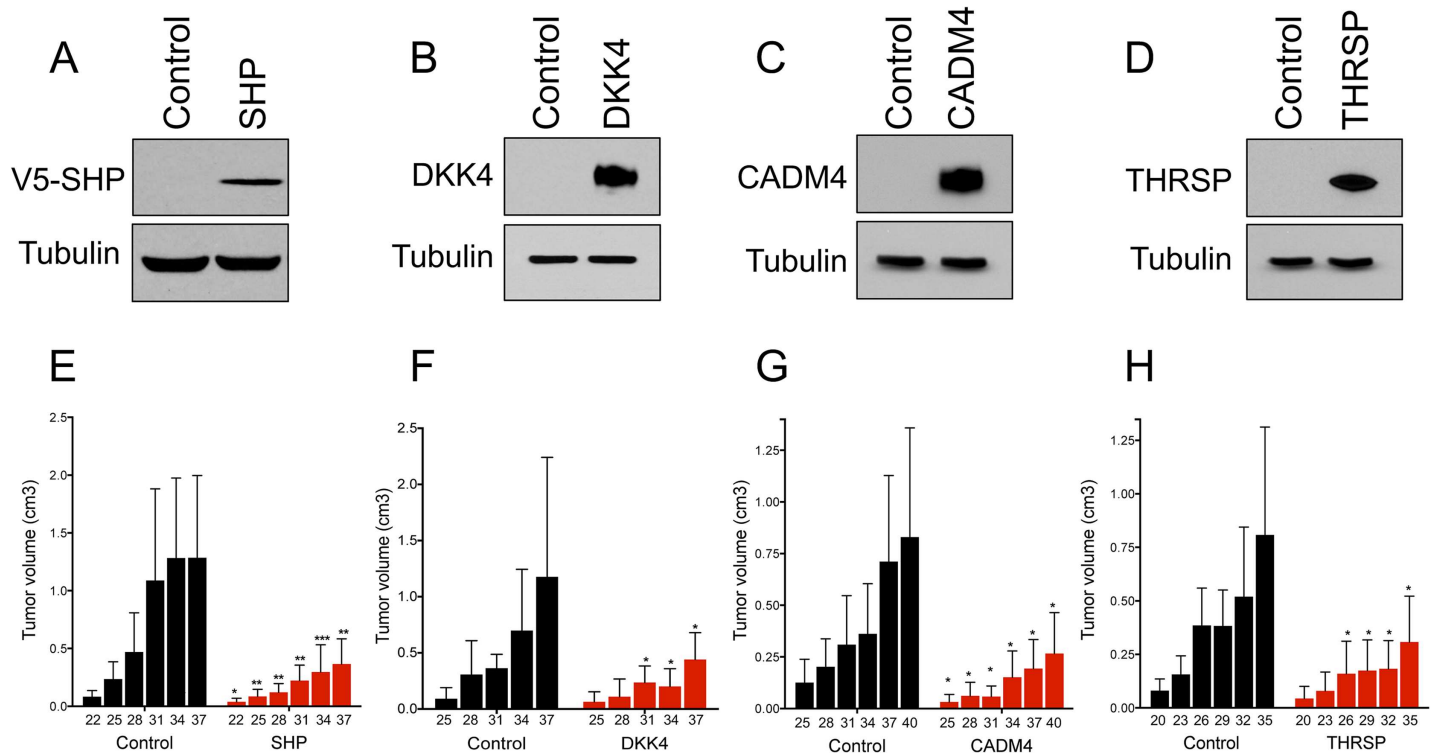 A
Control
SHP
V5-SHP
Tubulin
B
Control
DKK4
DKK4
Tubulin
C
Control
CADM4
CADM4
Tubulin
D
Control
THRSP
THRSP
Tubulin
E
Tumor volume (cm3)
2.5
2.0
1.5
1.0
0.5
0.0
* ** ** ** *** **
22 25 28 31 34 37 22 25 28 31 34 37
Control SHP
F
Tumor volume (cm3)
2.5
2.0
1.5
1.0
0.5
0.0
* * *
25 28 31 34 37 25 28 31 34 37
Control DKK4
G
Tumor volume (cm3)
1.25
1.00
0.75
0.50
0.25
0.00
* * * * * *
25 28 31 34 37 40 25 28 31 34 37 40
Control CADM4
H
Tumor volume (cm3)
1.25
1.00
0.75
0.50
0.25
0.00
* * * *
20 23 26 29 32 35 20 23 26 29 32 35
Control THRSP